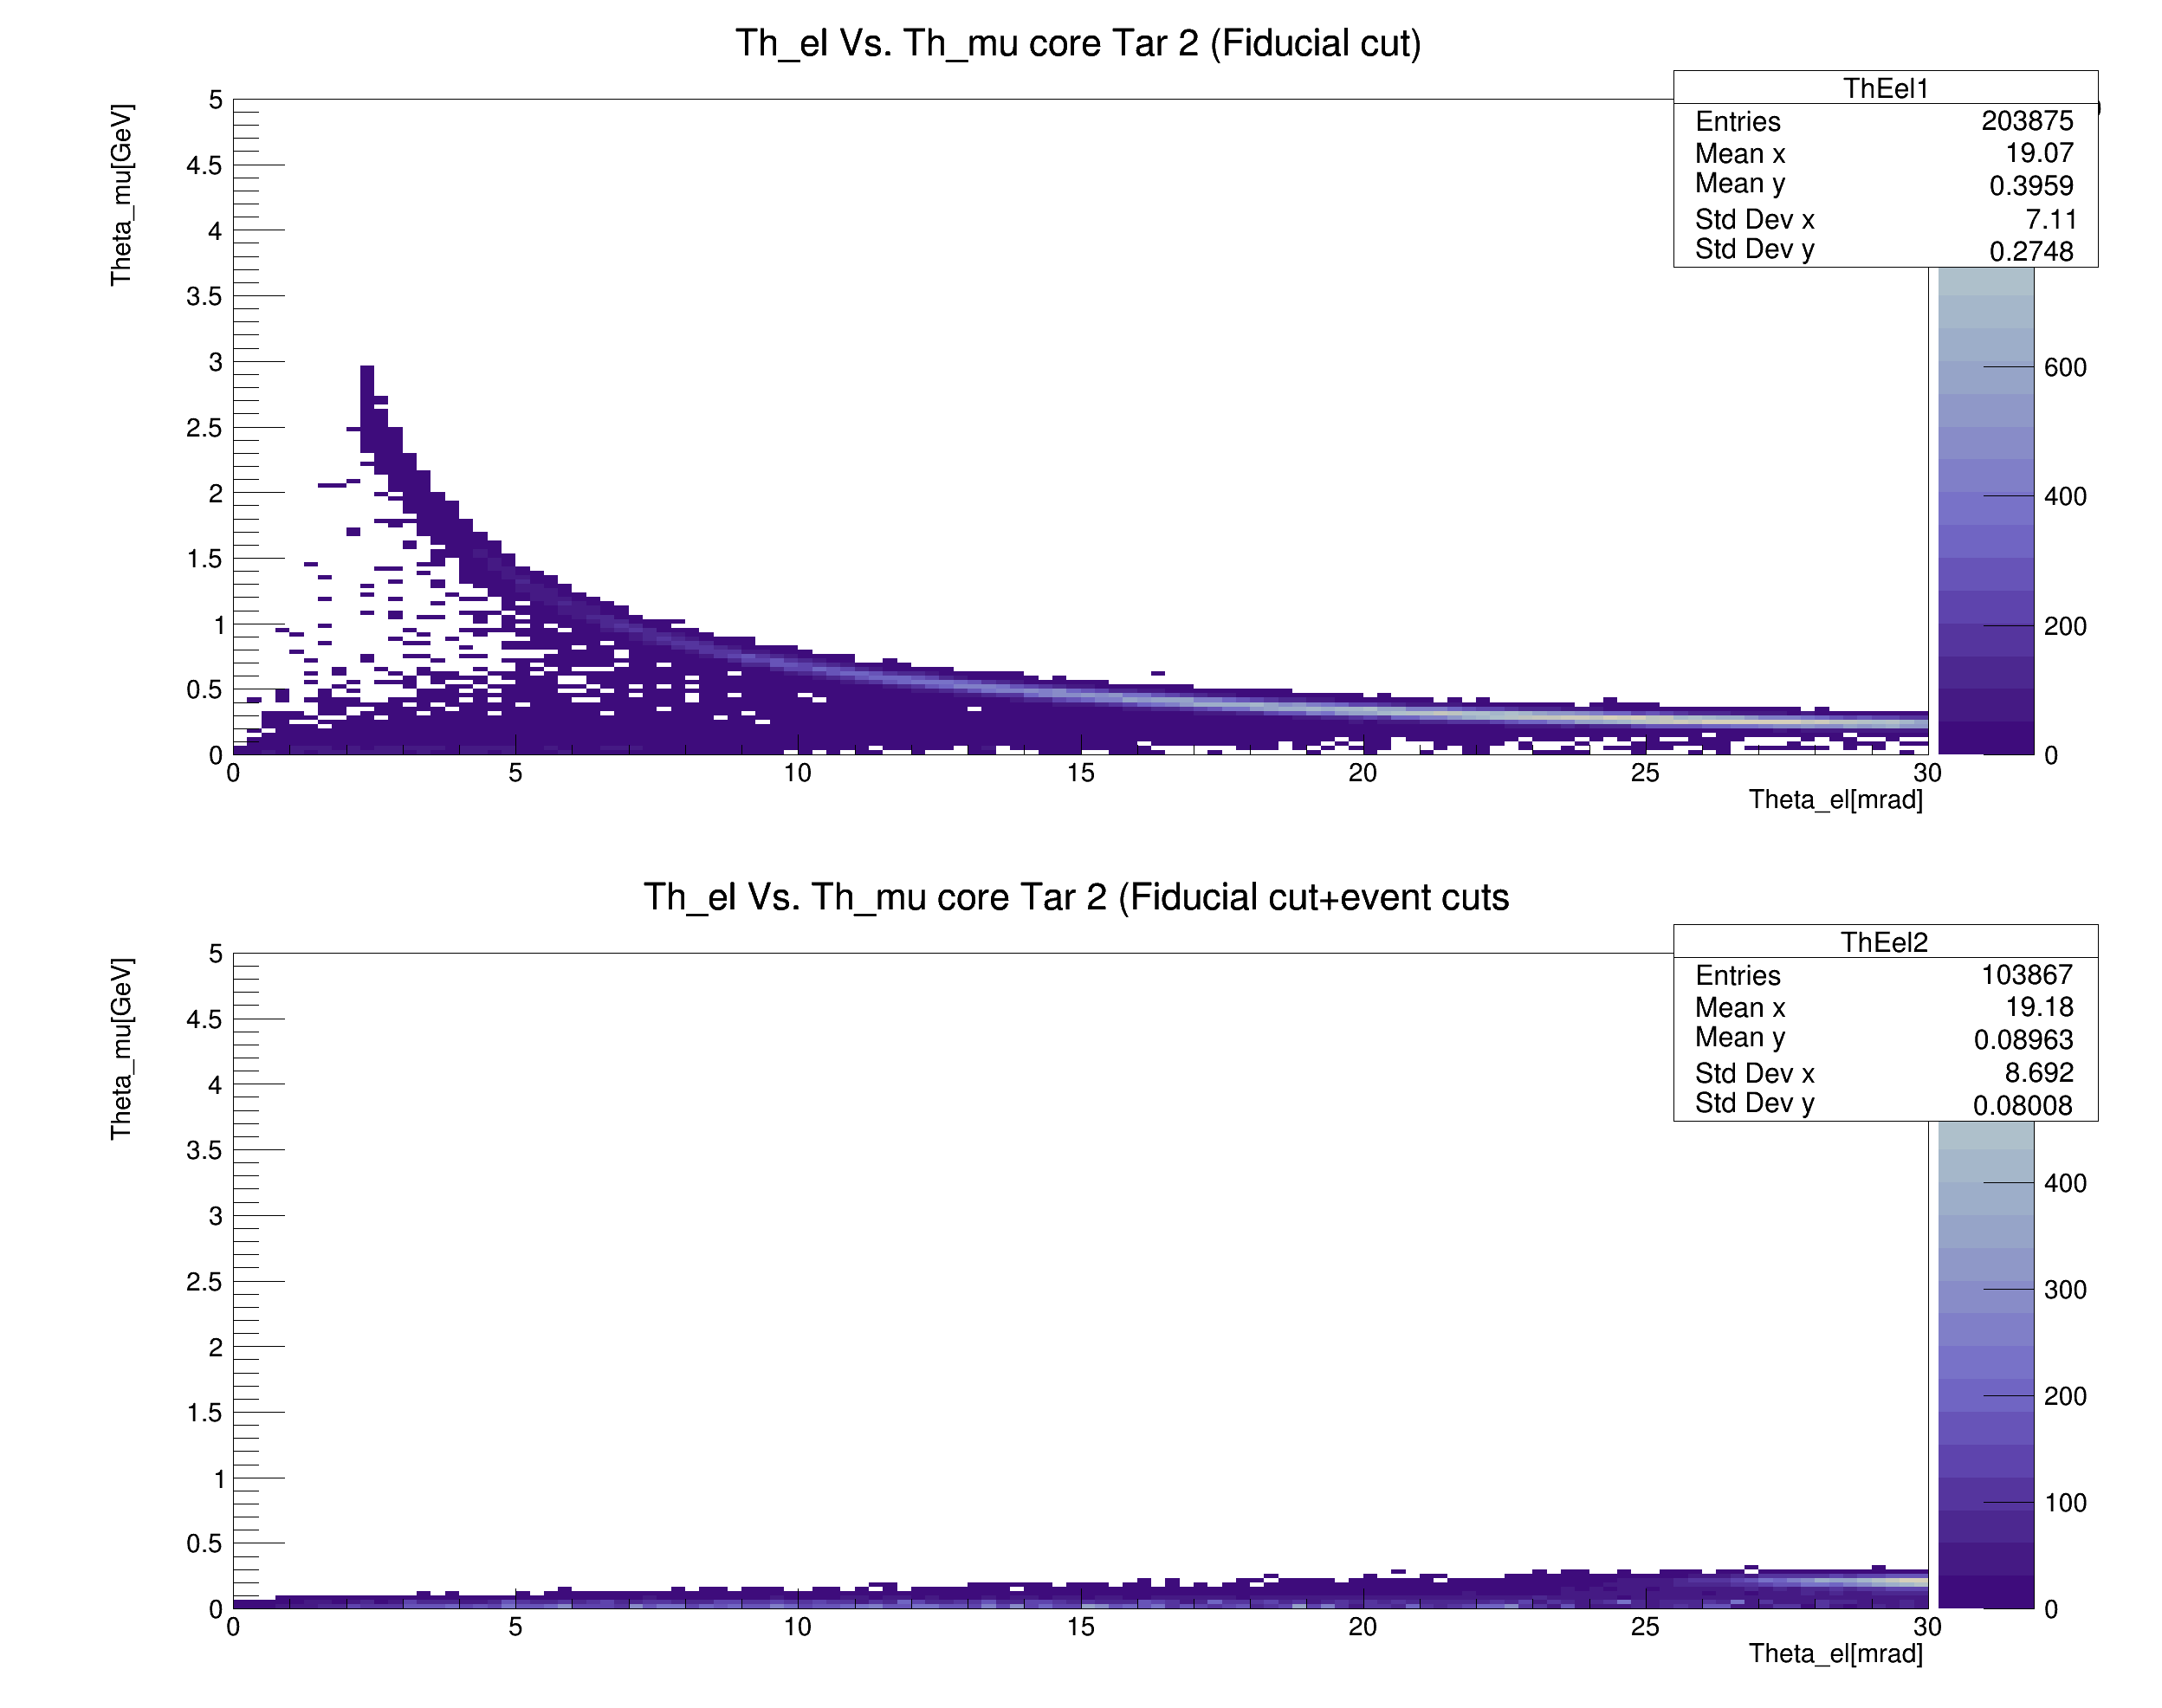 Th_el Vs. Th_mu core Tar 2 (Fiducial cut)
Theta_mu[GeV]
5
4.5
4
3.5
3
2.5
2
1.5
1
0.5
0
0 5 10 15 20 25 30
Theta_el[mrad]
ThEel1
Entries 203875
Mean x 19.07
Mean y 0.3959
Std Dev x 7.11
Std Dev y 0.2748
600
400
200
0
Th_el Vs. Th_mu core Tar 2 (Fiducial cut+event cuts
Theta_mu[GeV]
5
4.5
4
3.5
3
2.5
2
1.5
1
0.5
0
0 5 10 15 20 25 30
Theta_el[mrad]
ThEel2
Entries 103867
Mean x 19.18
Mean y 0.08963
Std Dev x 8.692
Std Dev y 0.08008
400
300
200
100
0